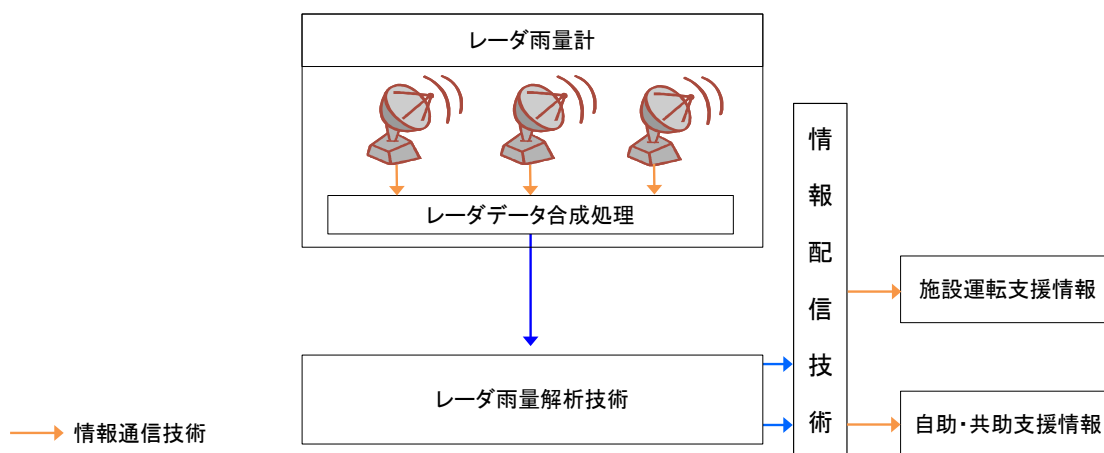 レーダ雨量計
レーダデータ合成処理
レーダ雨量解析技術
情報配信技術
施設運転支援情報
自助・共助支援情報
情報通信技術